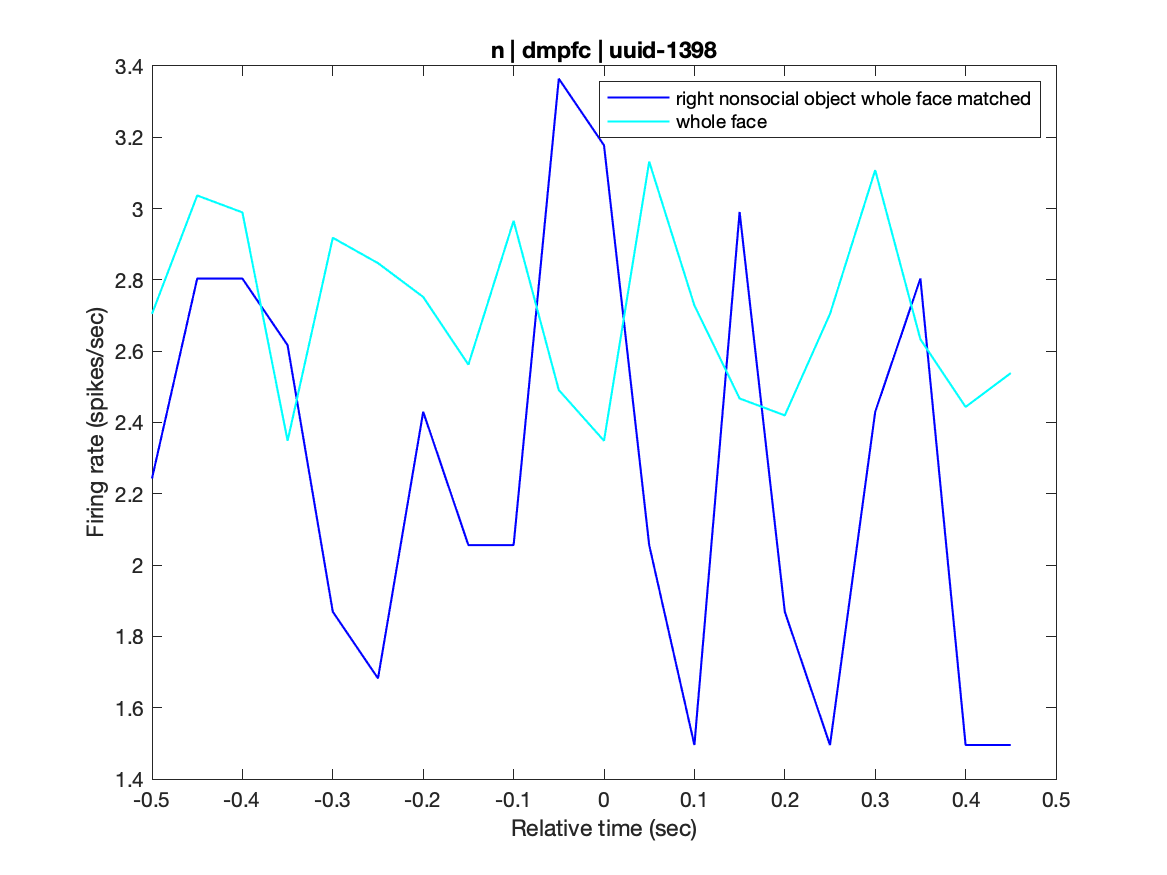 n | dmpfc | uuid-1398
right nonsocial object whole face matched
whole face
Firing rate (spikes/sec)
3.4
3.2
3
2.8
2.6
2.4
2.2
2
1.8
1.6
1.4
-0.5 -0.4 -0.3 -0.2 -0.1 0 0.1 0.2 0.3 0.4 0.5
Relative time (sec)